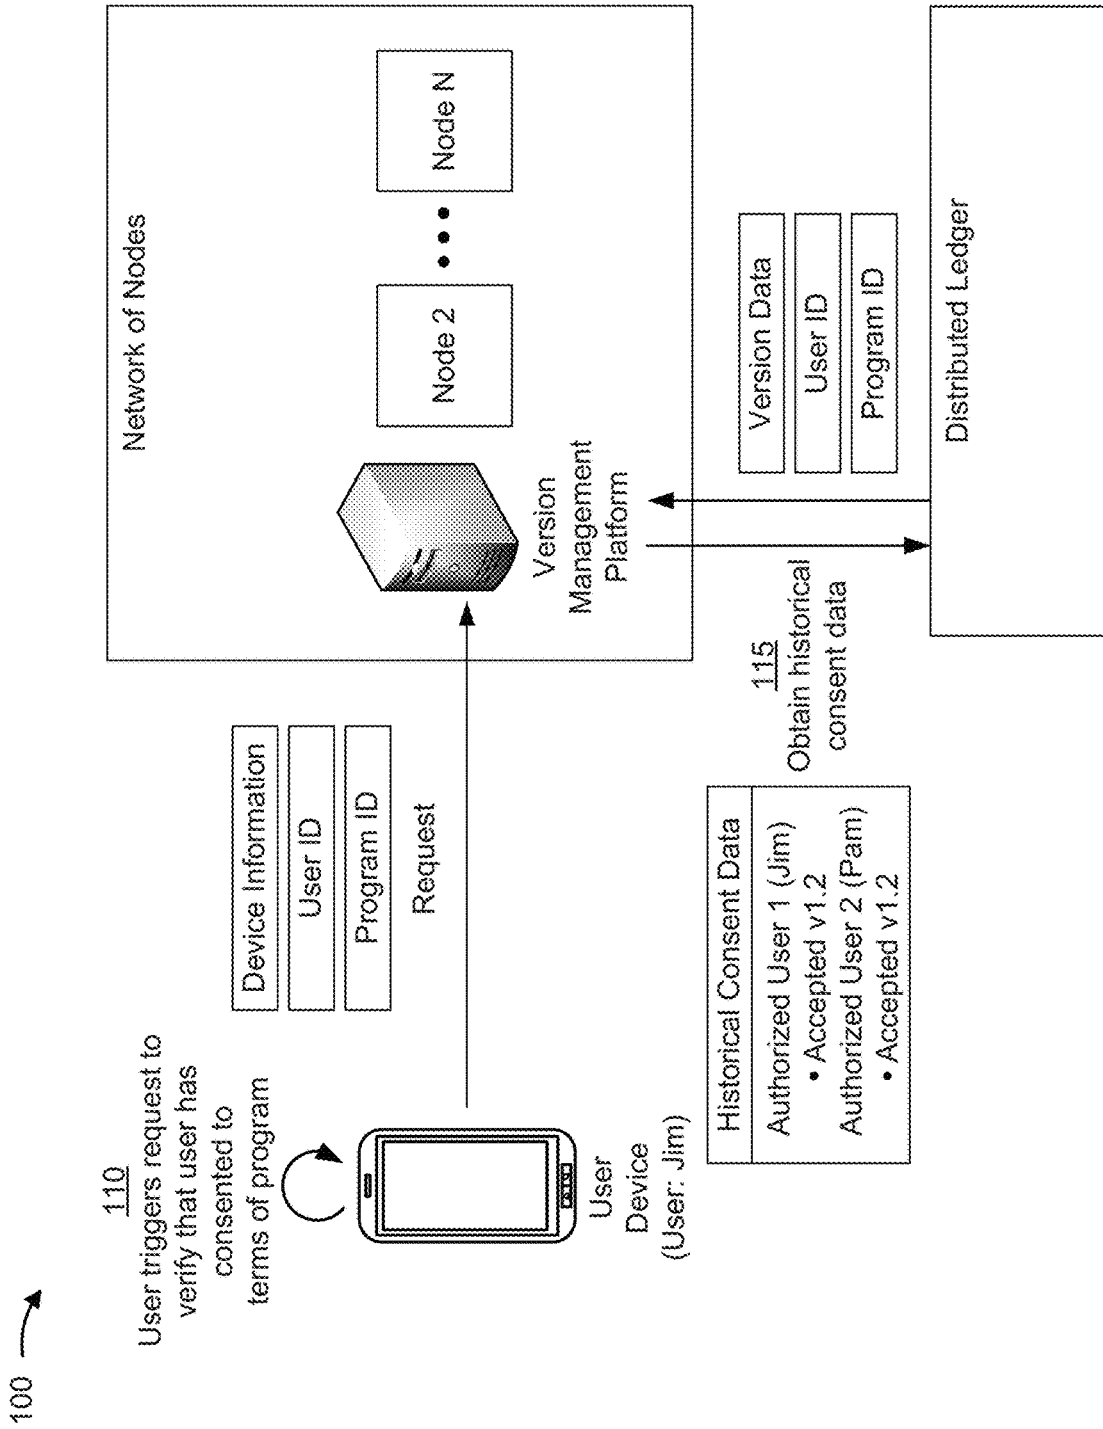 100
110
User triggers request to
verify that user has
consented to
terms of program
User
Device
(User: Jim)
Device Information
User ID
Program ID
Request
Network of Nodes
Version
Management
Platform
Node 2
Node N
115
Obtain historical
consent data
Historical Consent Data
Authorized User 1 (Jim)
• Accepted v1.2
Authorized User 2 (Pam)
• Accepted v1.2
Version Data
User ID
Program ID
Distributed Ledger